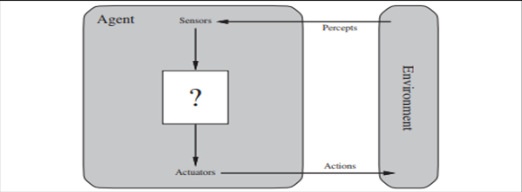 Agent
Sensors
Percepts
?
Environment
Actions
Actuators